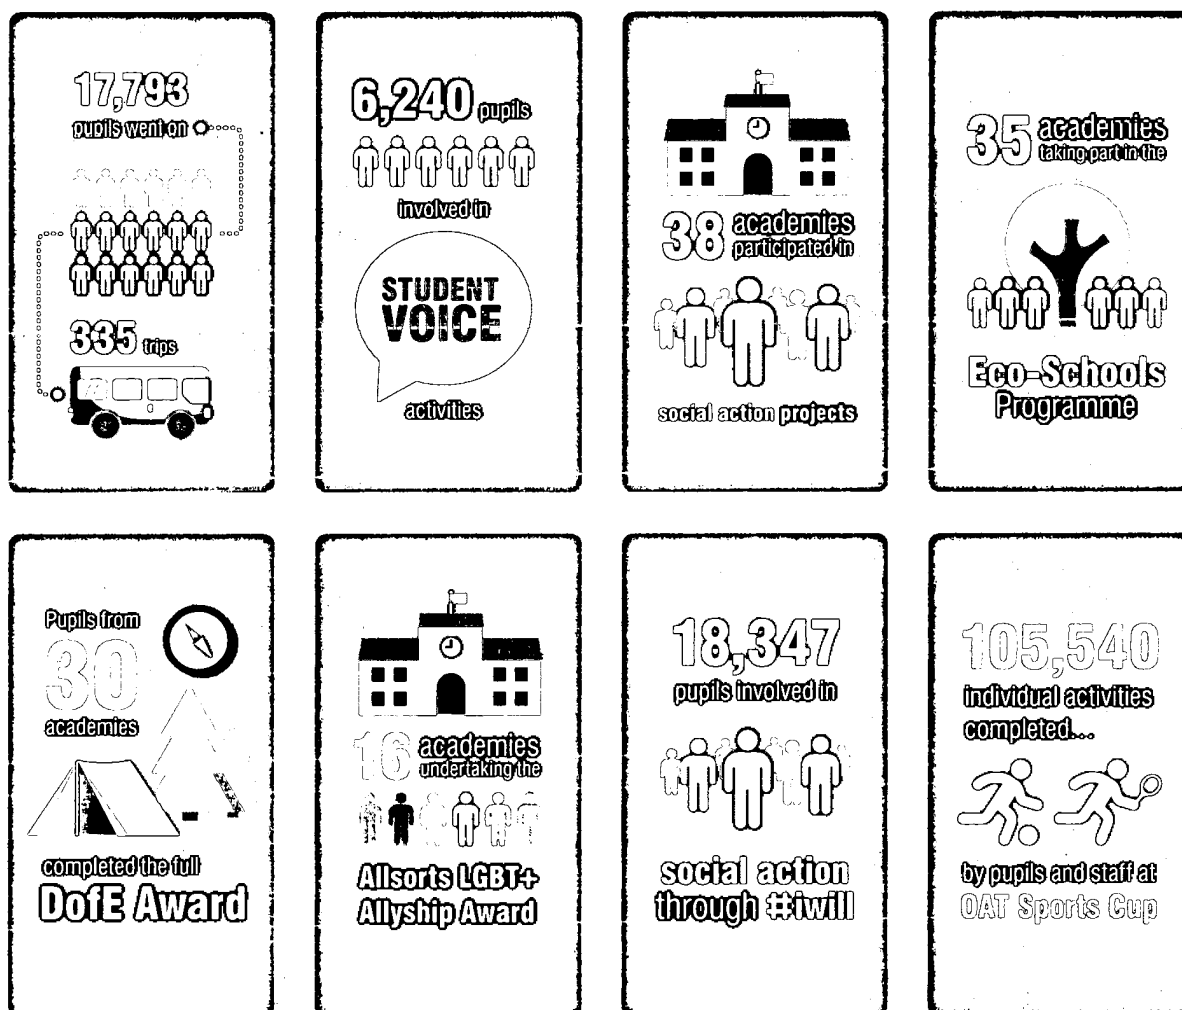 17,793
pupils went on
335 trips
6,240 pupils
involved in
STUDENT
VOICE
activities
38 academies
participated in
social action projects
35 academies
taking part in the
Eco-Schools
Programme
Pupils from
30
academies
completed the full
DofE Award
16 academies
undertaking the
Allsorts LGBT+
Allyship Award
18,347
pupils involved in
social action
through #iwill
105,540
individual activities
completed...
by pupils and staff at
OAT Sports Cup